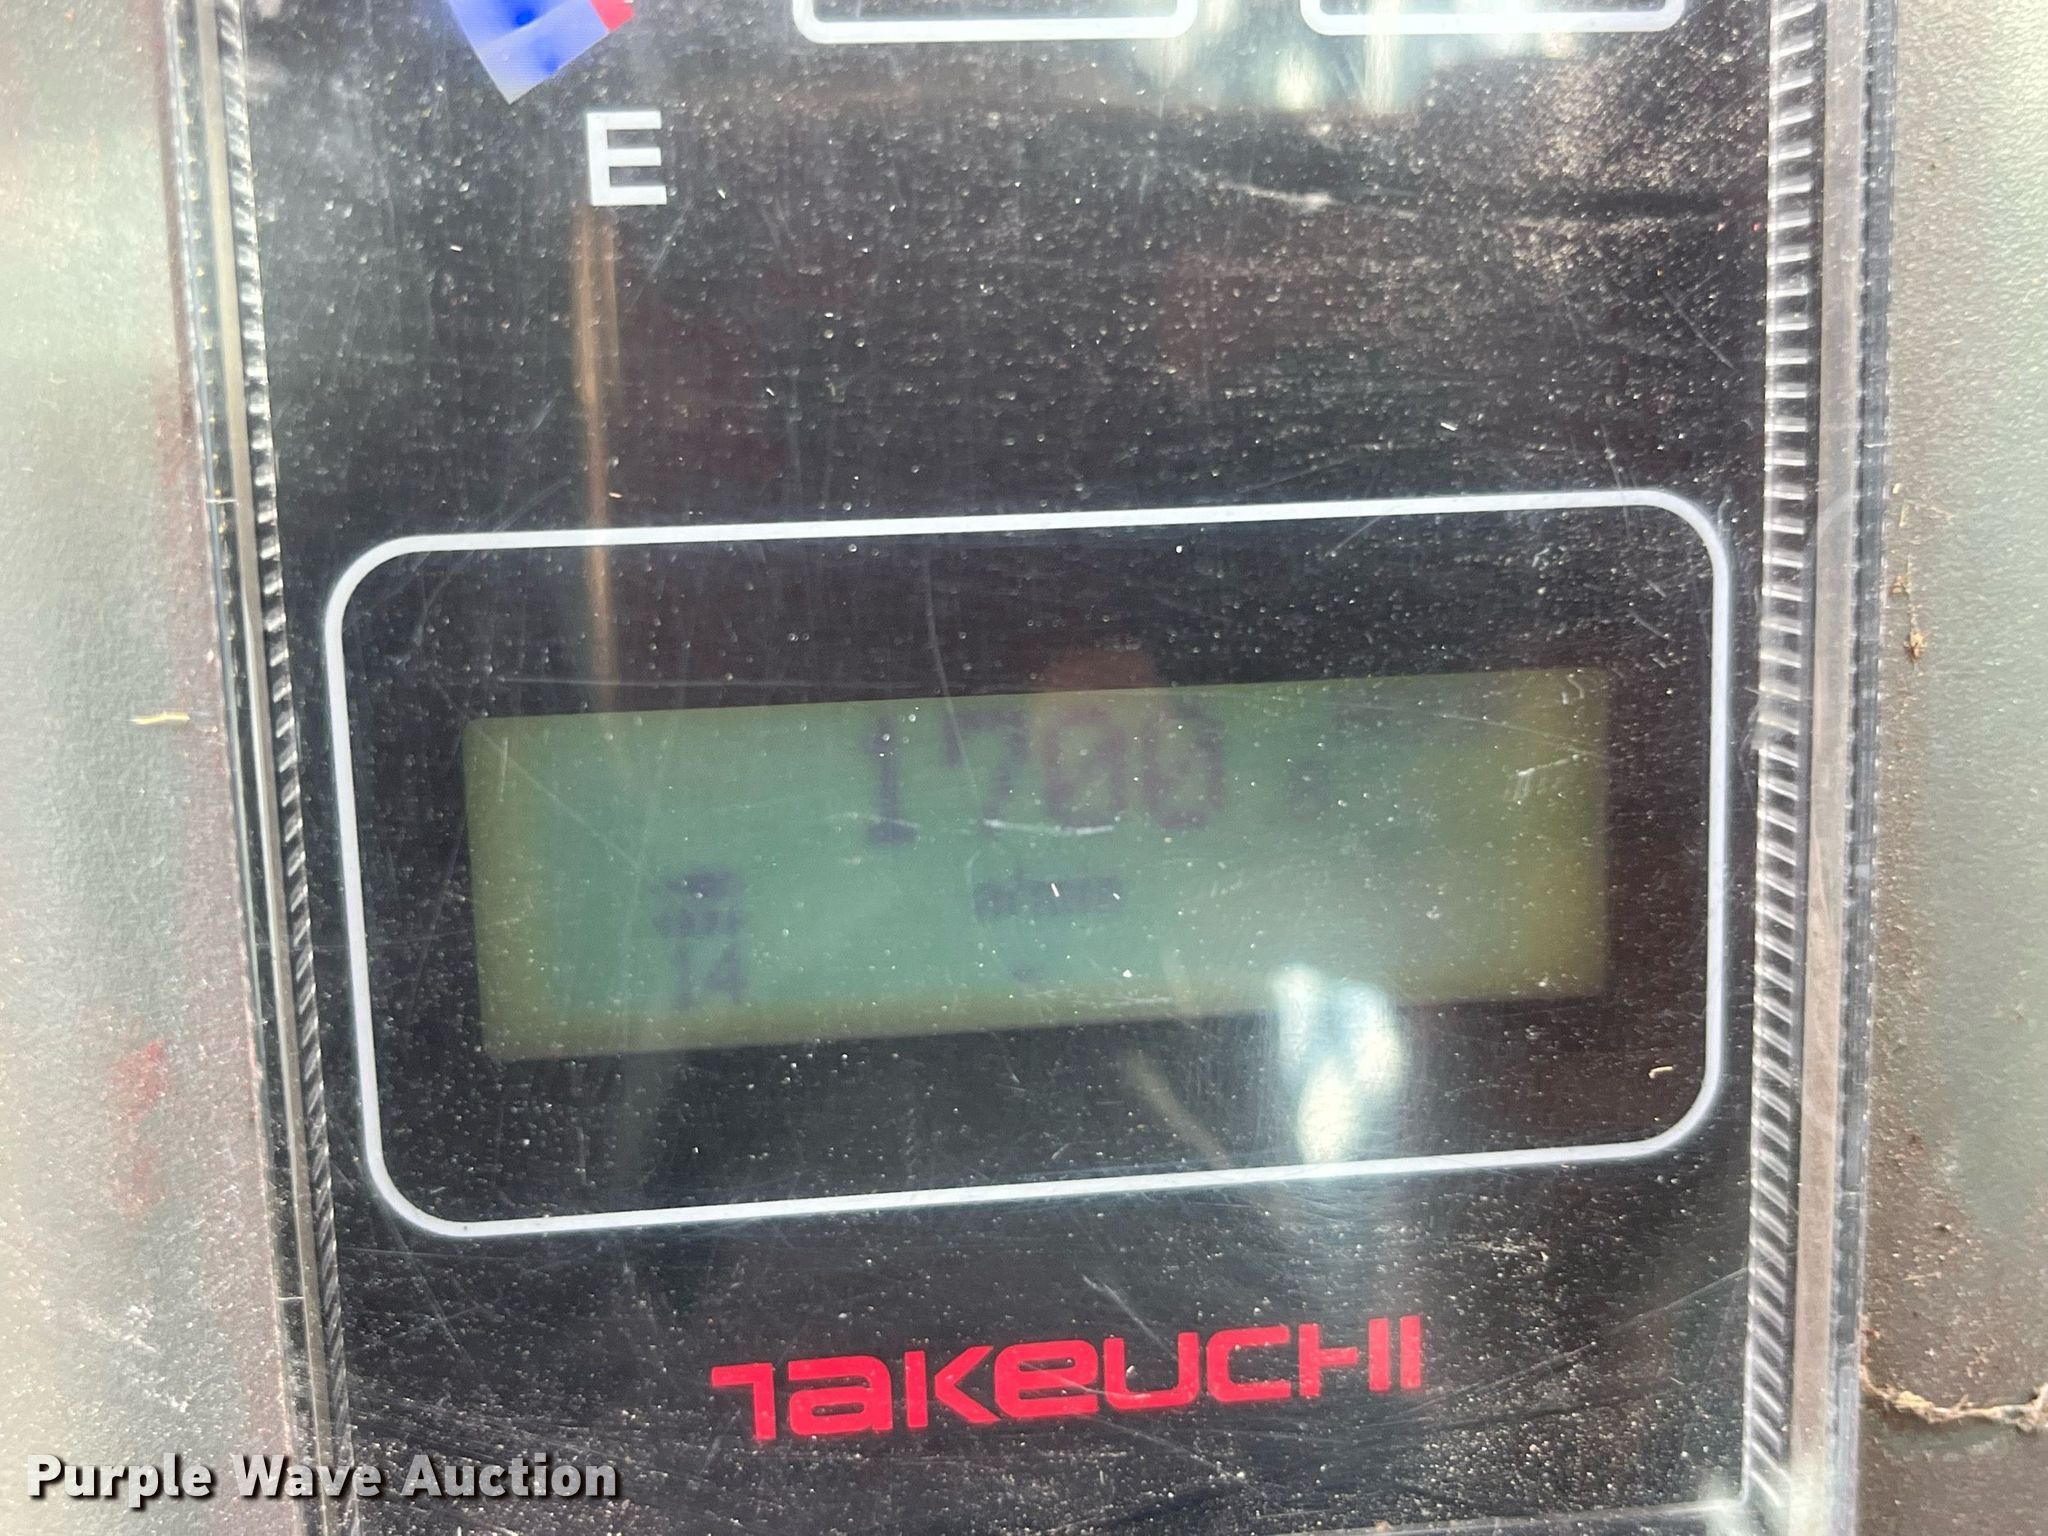 E
1700
14
TAKEUCHI
Purple Wave Auction